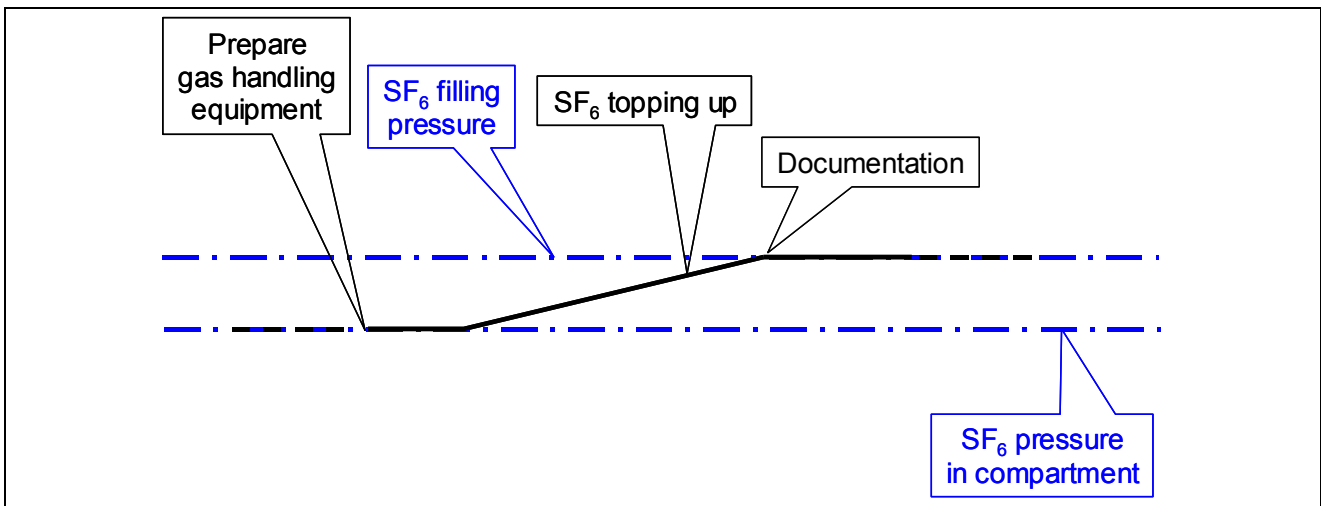 Prepare
gas handling
equipment
SF₆ filling
pressure
SF₆ topping up
Documentation
SF₆ pressure
in compartment